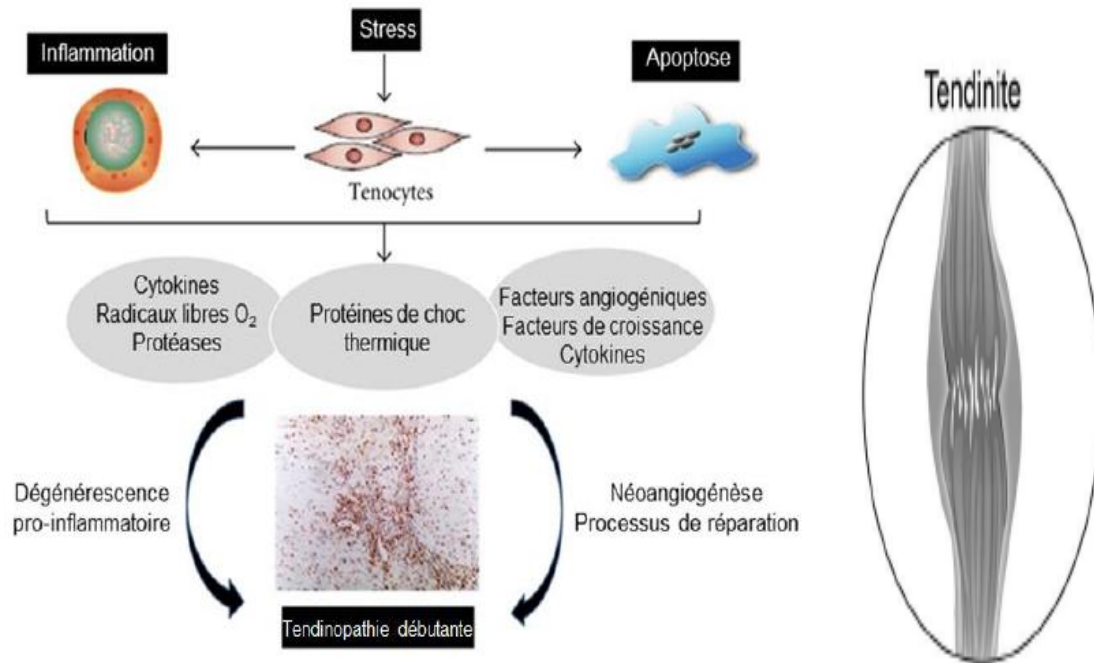 Stress
Inflammation
Apoptose
Tendinite
Tenocytes
Cytokines
Radicaux libres O₂
Protéases
Protéines de choc
thermique
Facteurs angiogéniques
Facteurs de croissance
Cytokines
Dégénérescence
pro-inflammatoire
Néoangiogénèse
Processus de réparation
Tendinopathie débutante